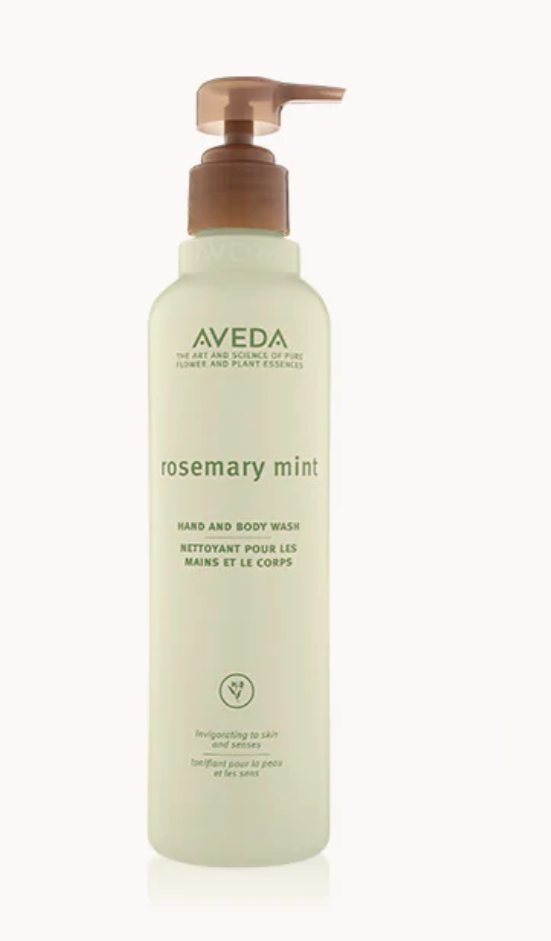 AVEDA
AVEDA
THE ART AND SCIENCE OF PURE
FLOWER AND PLANT ESSENCES
rosemary mint
HAND AND BODY WASH
NETTOYANT POUR LES
MAINS ET LE CORPS
invigorating to skin
and senses
tonifiant pour la peau
et les sens